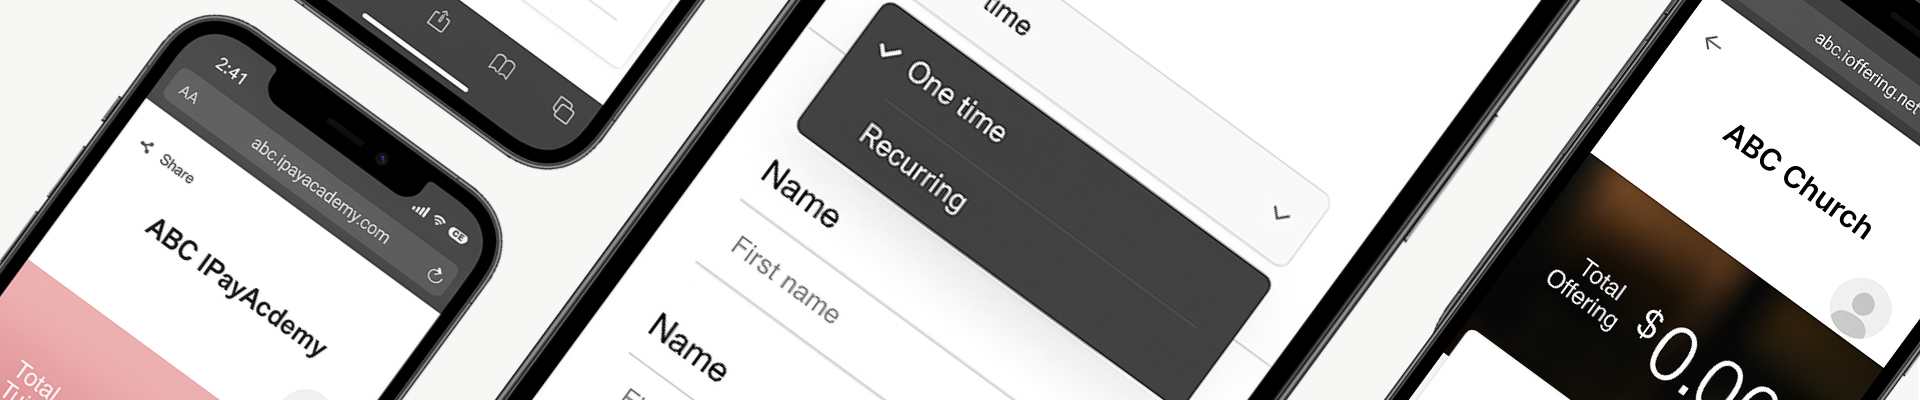 2:41
AA
abc.ipayacademy.com
Share
ABC IPayAcdemy
Total
time
One time
Recurring
Name
First name
Name
abc.ioffering.net
ABC Church
Total
Offering
$0.00